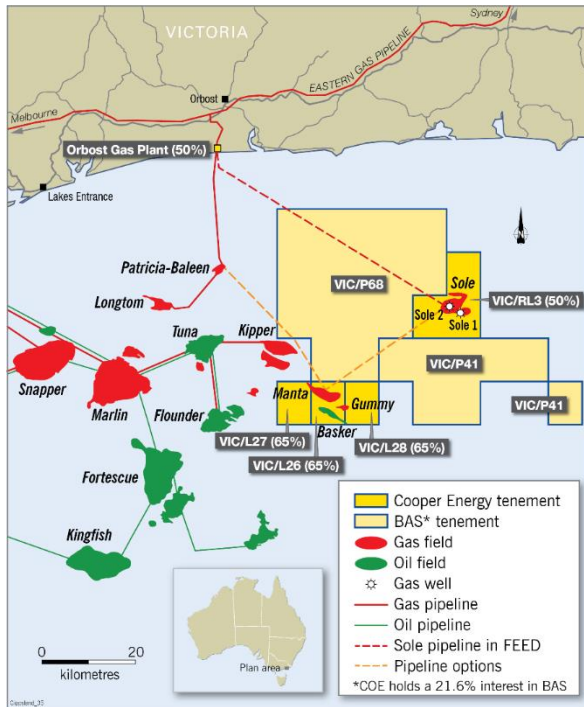 VICTORIA
Sydney
EASTERN GAS PIPELINE
Orbost
Melbourne
Orbost Gas Plant (50%)
Lakes Entrance
N
Patricia-Baleen
VIC/P68
Sole
VIC/RL3 (50%)
Longtom
Sole 2
Sole 1
Tuna
Kipper
VIC/P41
Snapper
Marlin
Manta
Gummy
VIC/P41
Flounder
Basker
VIC/L27 (65%)
VIC/L28 (65%)
VIC/L26 (65%)
Fortescue
Kingfish
Cooper Energy tenement
BAS* tenement
Gas field
Oil field
Gas well
Gas pipeline
Oil pipeline
Sole pipeline in FEED
Pipeline options
*COE holds a 21.6% interest in BAS
0 20
kilometres
Plan area